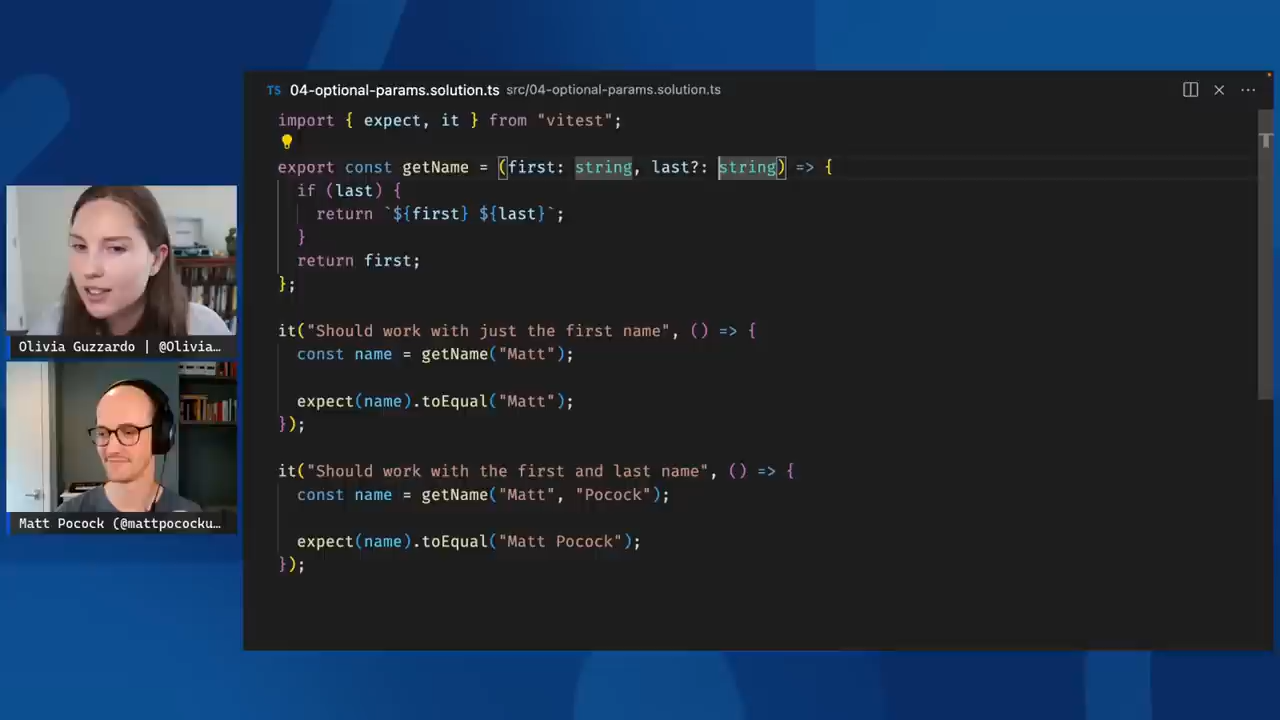 TS 04-optional-params.solution.ts src/04-optional-params.solution.ts
import { expect, it } from "vitest";
export const getName = (first: string, last?: string) => {
  if (last) {
    return `${first} ${last}`;
  }
  return first;
};
it("Should work with just the first name", () => {
  const name = getName("Matt");
  expect(name).toEqual("Matt");
});
it("Should work with the first and last name", () => {
  const name = getName("Matt", "Pocock");
  expect(name).toEqual("Matt Pocock");
});
Olivia Guzzardo | @Olivia…
Matt Pocock (@mattpococku…